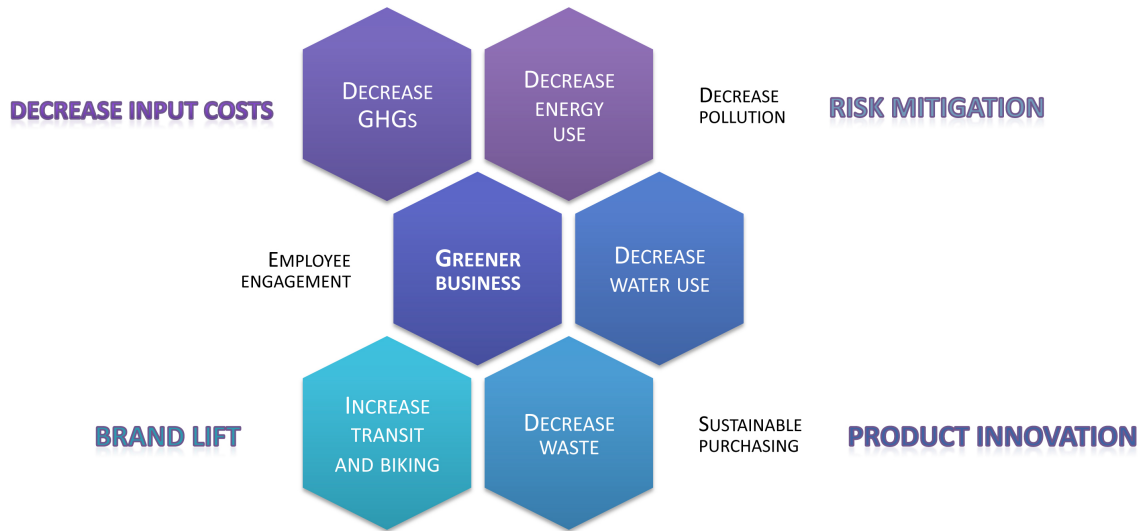 DECREASE INPUT COSTS
DECREASE
GHGS
DECREASE
ENERGY
USE
DECREASE
POLLUTION
RISK MITIGATION
EMPLOYEE
ENGAGEMENT
GREENER
BUSINESS
DECREASE
WATER USE
BRAND LIFT
INCREASE
TRANSIT
AND BIKING
DECREASE
WASTE
SUSTAINABLE
PURCHASING
PRODUCT INNOVATION